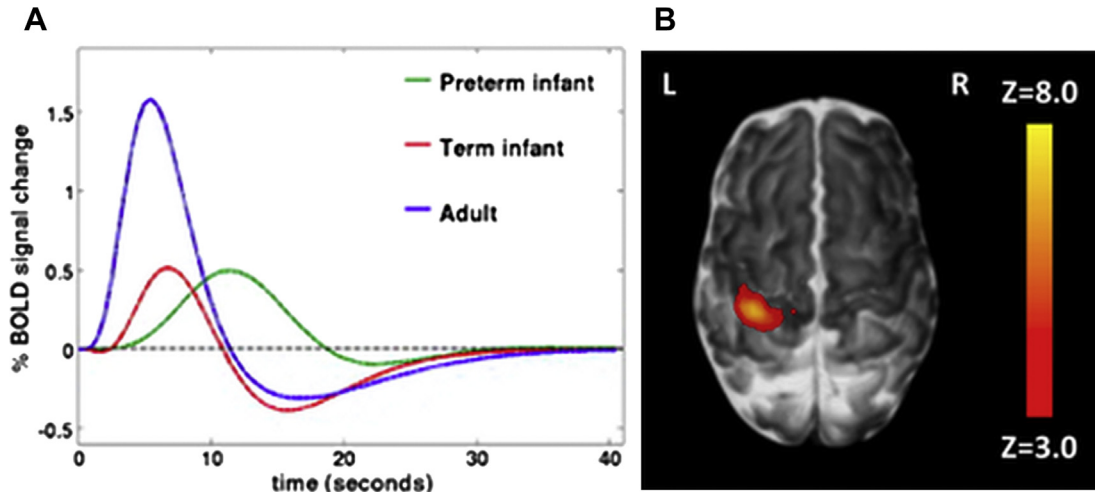 A
% BOLD signal change
1.5
1
0.5
0
-0.5
Preterm infant
Term infant
Adult
0 10 20 30 40
time (seconds)
B
L R
Z=8.0
Z=3.0